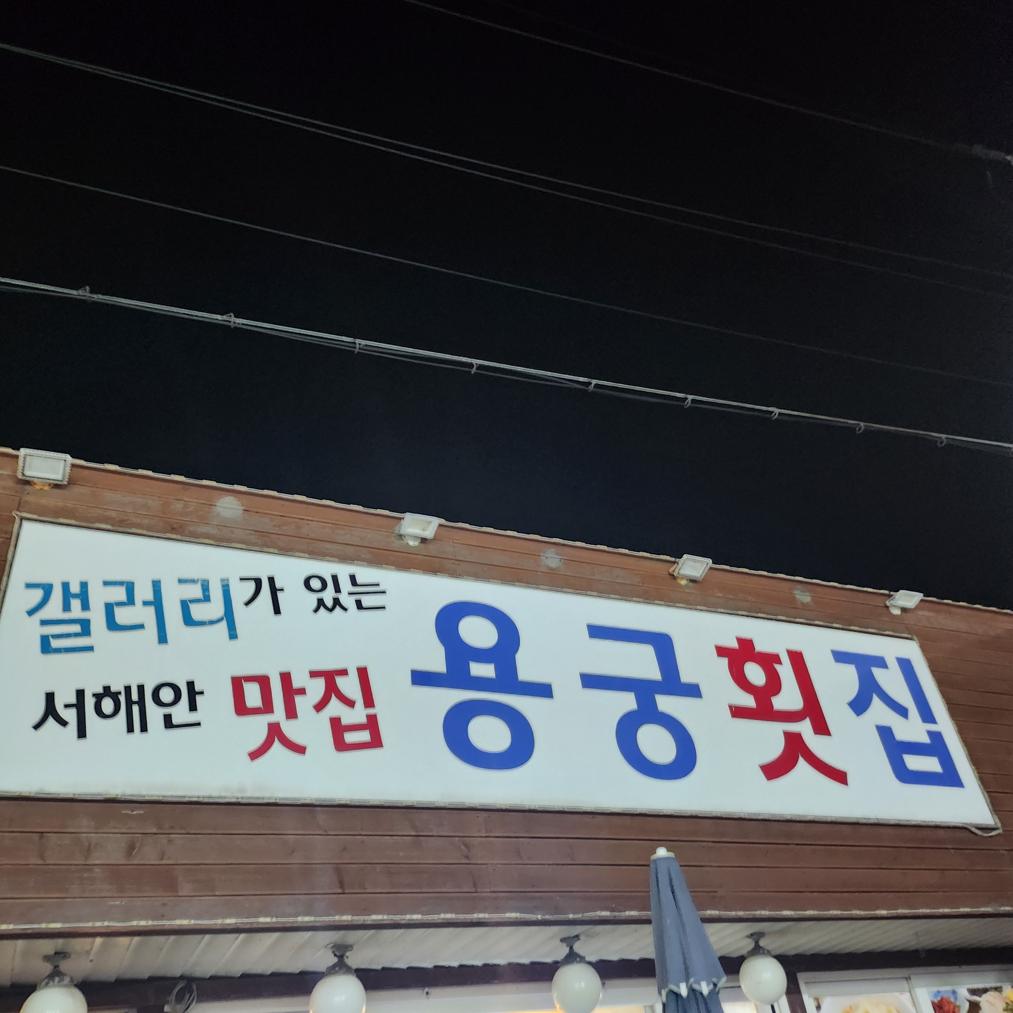 갤러리가 있는
서해안 맛집
용궁횟집